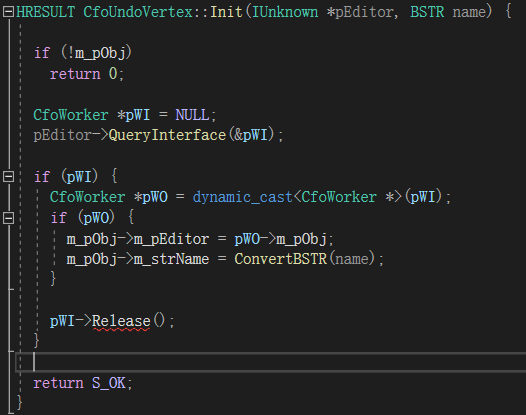 HRESULT CfoUndoVertex::Init(IUnknown *pEditor, BSTR name) {
if (!m_pObj)
return 0;
CfoWorker *pWI = NULL;
pEditor->QueryInterface(&pWI);
if (pWI) {
CfoWorker *pWO = dynamic_cast<CfoWorker *>(pWI);
if (pWO) {
m_pObj->m_pEditor = pWO->m_pObj;
m_pObj->m_strName = ConvertBSTR(name);
}
pWI->Release();
}
return S_OK;
}